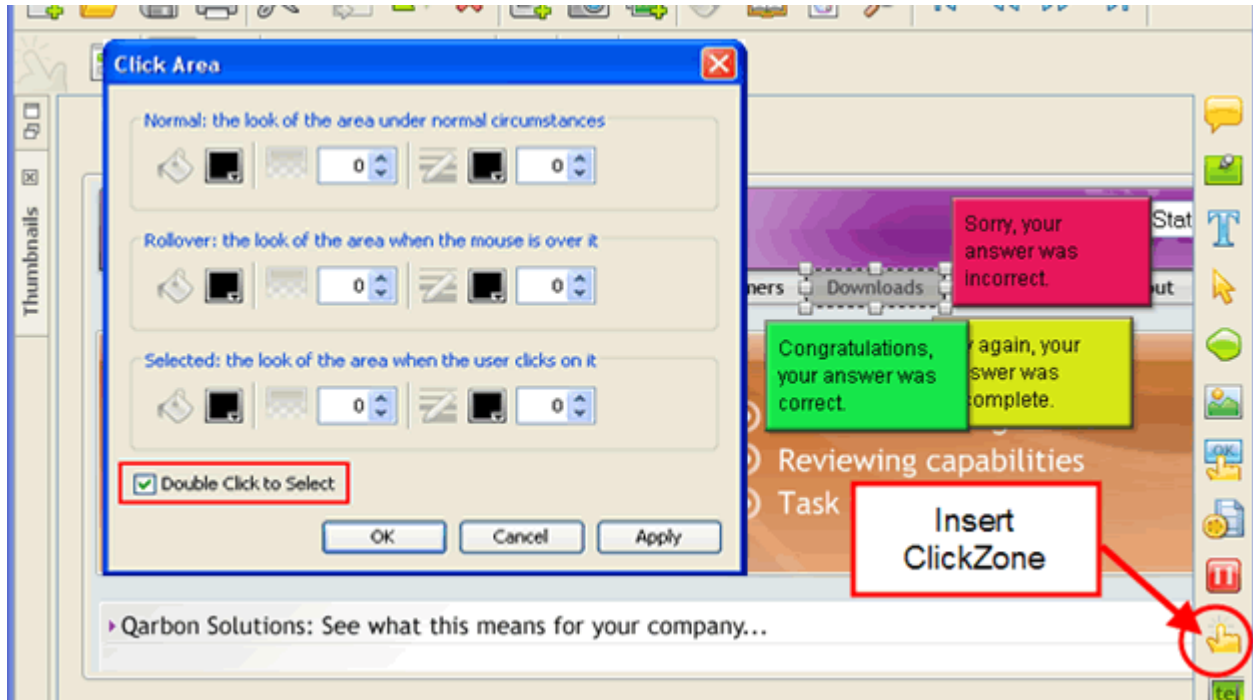 Click Area
Normal: the look of the area under normal circumstances
0
0
Rollover: the look of the area when the mouse is over it
0
0
Selected: the look of the area when the user clicks on it
0
0
Double Click to Select
OK
Cancel
Apply
Thumbnails
Stat
Sorry, your
answer was
incorrect.
ners
Downloads
out
Congratulations,
your answer was
correct.
again, your
swer was
complete.
Reviewing capabilities
Task
Insert
ClickZone
OK
T
Qarbon Solutions: See what this means for your company...
tex